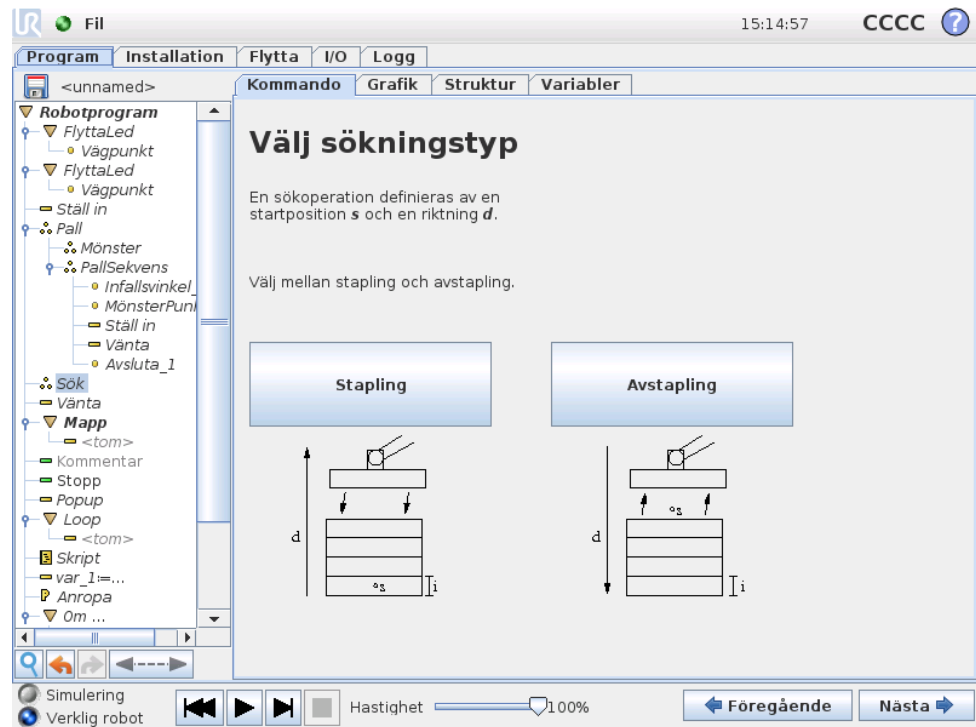 UR Fil 15:14:57 CCCC ?
Program Installation Flytta I/O Logg
<unnamed>
Kommando Grafik Struktur Variabler
Robotprogram
FlyttaLed
Vägpunkt
FlyttaLed
Vägpunkt
Ställ in
Pall
Mönster
PallSekvens
Infallsvinkel_
MönsterPun
Ställ in
Vänta
Avsluta_1
Sök
Vänta
Mapp
<tom>
Kommentar
Stopp
Popup
Loop
<tom>
Skript
var_1:=...
Anropa
Om ...
Välj sökningstyp
En sökoperation definieras av en
startposition s och en riktning d.
Välj mellan stapling och avstapling.
Stapling
Avstapling
d
s
i
d
s
i
Simulering
Verklig robot
Hastighet 100%
Föregående
Nästa